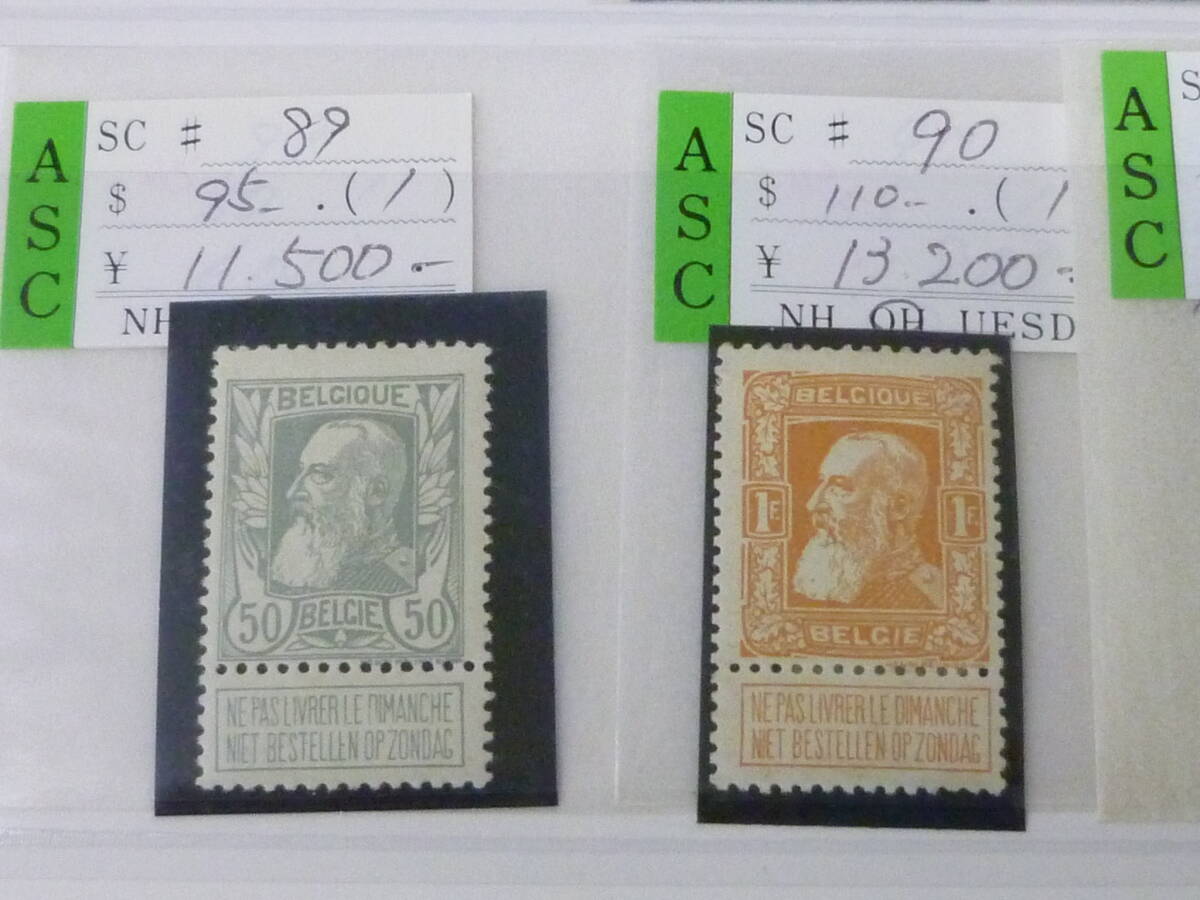 ASC
SC # 89
$ 95- . (1)
¥ 11.500.-
NH
BELGIQUE
50 BELGIE 50
NE PAS LIVRER LE DIMANCHE
NIET BESTELLEN OP ZONDAG
ASC
SC # 90
$ 110.- . (1
¥ 13.200-
NH OH UESD
BELGIQUE
1F. 1F.
BELGIE
NE PAS LIVRER LE DIMANCHE
NIET BESTELLEN OP ZONDAG
ASC
S